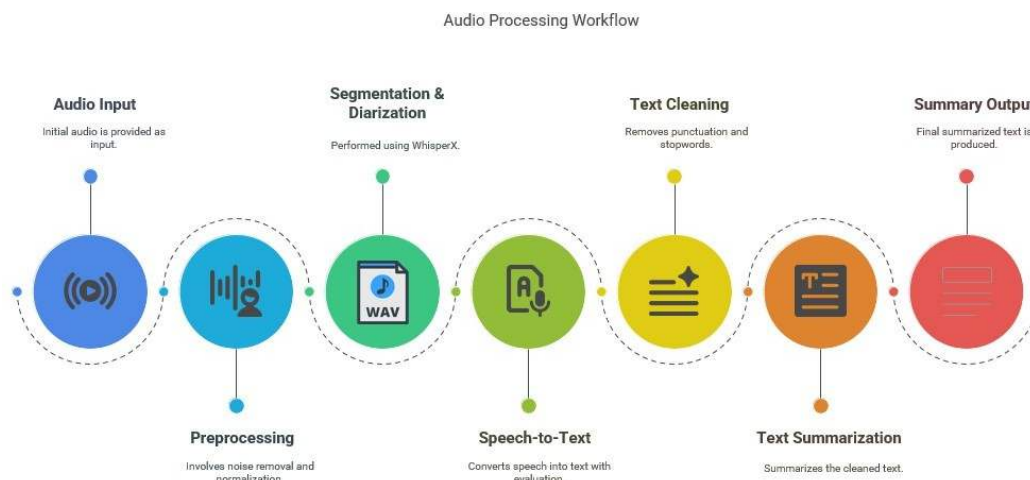 Audio Processing Workflow
Audio Input
Initial audio is provided as
input.
Segmentation &
Diarization
Performed using WhisperX.
Text Cleaning
Removes punctuation and
stopwords.
Summary Outpu
Final summarized text is
produced.
WAV
A
T
Preprocessing
Involves noise removal and
normalization
Speech-to-Text
Converts speech into text with
evaluation
Text Summarization
Summarizes the cleaned text.